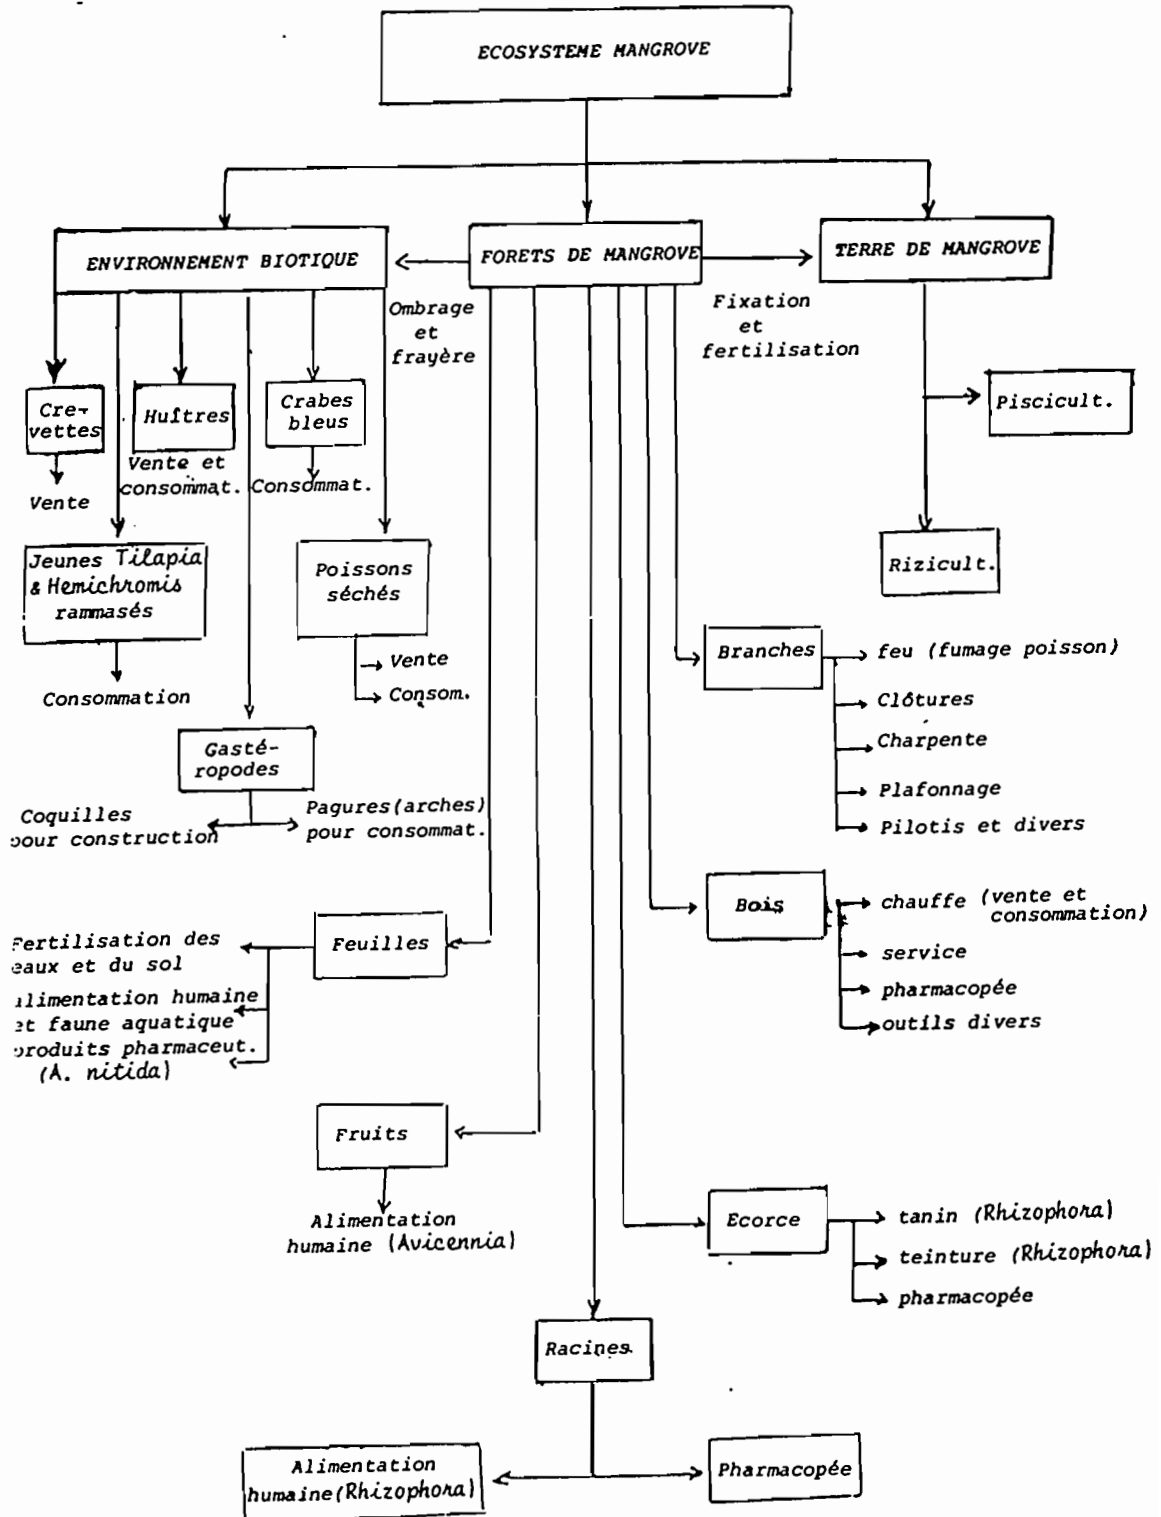 ECOSYSTEME MANGROVE
ENVIRONNEMENT BIOTIQUE
FORETS DE MANGROVE
TERRE DE MANGROVE
Ombrage
et
frayère
Fixation
et
fertilisation
Cre-
vettes
Vente
Huîtres
Vente et
consommat.
Crabes
bleus
Consommat.
Piscicult.
Rizicult.
Jeunes Tilapia
& Hemichromis
rammasés
Consommation
Poissons
séchés
Vente
Consom.
Gasté-
ropodes
Coquilles
pour construction
Pagures(arches)
pour consommat.
Branches
feu (fumage poisson)
Clôtures
Charpente
Plafonnage
Pilotis et divers
Bois
chauffe (vente et
consommation)
service
pharmacopée
outils divers
Feuilles
Fertilisation des
eaux et du sol
alimentation humaine
et faune aquatique
produits pharmaceut.
(A. nitida)
Fruits
Alimentation
humaine (Avicennia)
Ecorce
tanin (Rhizophora)
teinture (Rhizophora)
pharmacopée
Racines
Alimentation
humaine(Rhizophora)
Pharmacopée